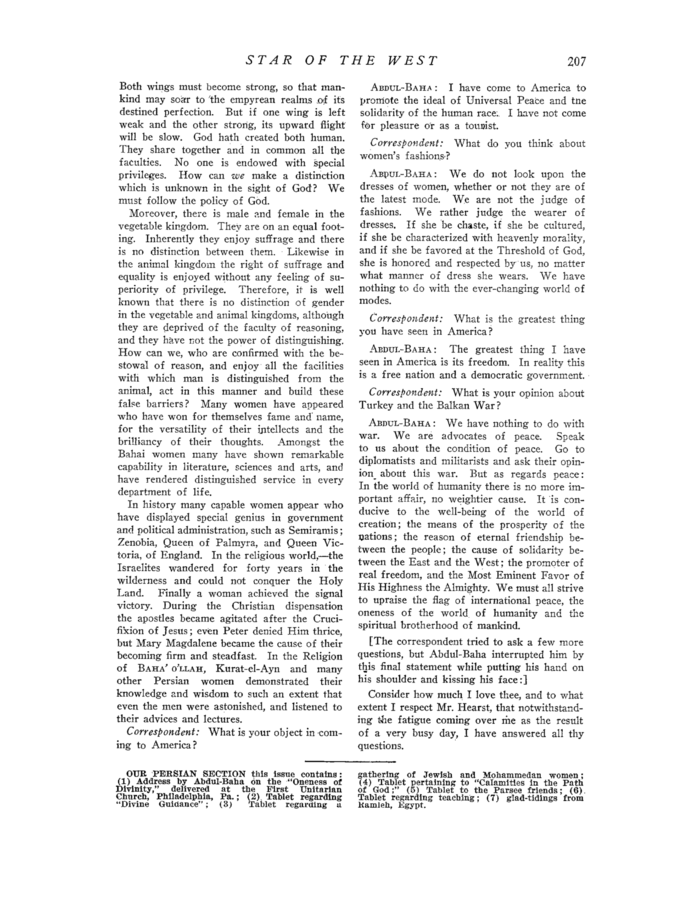 STAR OF THE WEST 207
Both wings must become strong, so that man-
kind may soar to the empyrean realms of its
destined perfection. But if one wing is left
weak and the other strong, its upward flight
will be slow. God hath created both human.
They share together and in common all the
faculties. No one is endowed with special
privileges. How can we make a distinction
which is unknown in the sight of God? We
must follow the policy of God.
Moreover, there is male and female in the
vegetable kingdom. They are on an equal foot-
ing. Inherently they enjoy suffrage and there
is no distinction between them. Likewise in
the animal kingdom the right of suffrage and
equality is enjoyed without any feeling of su-
periority of privilege. Therefore, it is well
known that there is no distinction of gender
in the vegetable and animal kingdoms, although
they are deprived of the faculty of reasoning,
and they have not the power of distinguishing.
How can we, who are confirmed with the be-
stowal of reason, and enjoy all the facilities
with which man is distinguished from the
animal, act in this manner and build these
false barriers? Many women have appeared
who have won for themselves fame and name,
for the versatility of their intellects and the
brilliancy of their thoughts. Amongst the
Bahai women many have shown remarkable
capability in literature, sciences and arts, and
have rendered distinguished service in every
department of life.
In history many capable women appear who
have displayed special genius in government
and political administration, such as Semiramis;
Zenobia, Queen of Palmyra, and Queen Vic-
toria, of England. In the religious world,—the
Israelites wandered for forty years in the
wilderness and could not conquer the Holy
Land. Finally a woman achieved the signal
victory. During the Christian dispensation
the apostles became agitated after the Cruci-
fixion of Jesus; even Peter denied Him thrice,
but Mary Magdalene became the cause of their
becoming firm and steadfast. In the Religion
of BAHA' O'LLAH, Kurat-el-Ayn and many
other Persian women demonstrated their
knowledge and wisdom to such an extent that
even the men were astonished, and listened to
their advices and lectures.
Correspondent: What is your object in com-
ing to America?
ABDUL-BAHA: I have come to America to
promote the ideal of Universal Peace and the
solidarity of the human race. I have not come
for pleasure or as a tourist.
Correspondent: What do you think about
women's fashions?
ABDUL-BAHA: We do not look upon the
dresses of women, whether or not they are of
the latest mode. We are not the judge of
fashions. We rather judge the wearer of
dresses. If she be chaste, if she be cultured,
if she be characterized with heavenly morality,
and if she be favored at the Threshold of God,
she is honored and respected by us, no matter
what manner of dress she wears. We have
nothing to do with the ever-changing world of
modes.
Correspondent: What is the greatest thing
you have seen in America?
ABDUL-BAHA: The greatest thing I have
seen in America is its freedom. In reality this
is a free nation and a democratic government.
Correspondent: What is your opinion about
Turkey and the Balkan War?
ABDUL-BAHA: We have nothing to do with
war. We are advocates of peace. Speak
to us about the condition of peace. Go to
diplomatists and militarists and ask their opin-
ion about this war. But as regards peace:
In the world of humanity there is no more im-
portant affair, no weightier cause. It is con-
ducive to the well-being of the world of
creation; the means of the prosperity of the
nations; the reason of eternal friendship be-
tween the people; the cause of solidarity be-
tween the East and the West; the promoter of
real freedom, and the Most Eminent Favor of
His Highness the Almighty. We must all strive
to upraise the flag of international peace, the
oneness of the world of humanity and the
spiritual brotherhood of mankind.
[The correspondent tried to ask a few more
questions, but Abdul-Baha interrupted him by
this final statement while putting his hand on
his shoulder and kissing his face:]
Consider how much I love thee, and to what
extent I respect Mr. Hearst, that notwithstand-
ing the fatigue coming over me as the result
of a very busy day, I have answered all thy
questions.
OUR PERSIAN SECTION this issue contains:
(1) Address by Abdul-Baha on the "Oneness of
Divinity," delivered at the First Unitarian
Church, Philadelphia, Pa.; (2) Tablet regarding
"Divine Guidance"; (3) Tablet regarding a
gathering of Jewish and Mohammedan women;
(4) Tablet pertaining to "Calamities in the Path
of God;" (5) Tablet to the Parsee friends; (6)
Tablet regarding teaching; (7) glad-tidings from
Ramleh, Egypt.